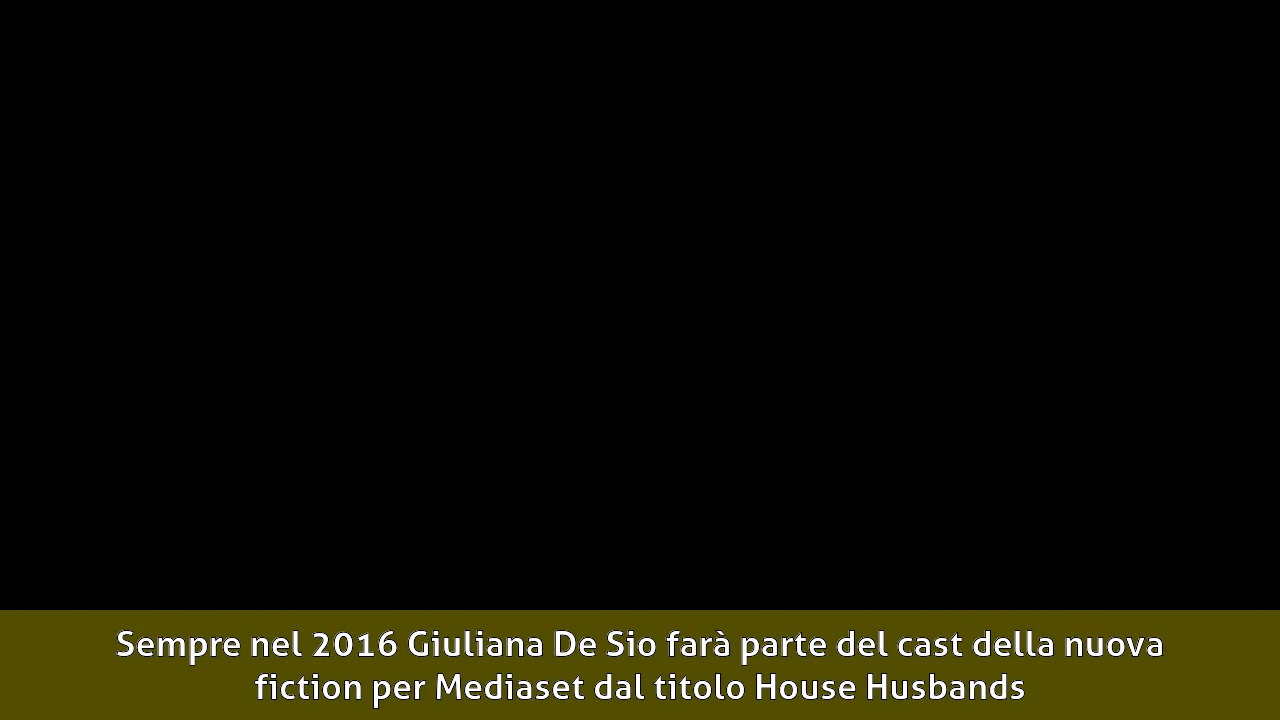 Sempre nel 2016 Giuliana De Sio farà parte del cast della nuova
fiction per Mediaset dal titolo House Husbands